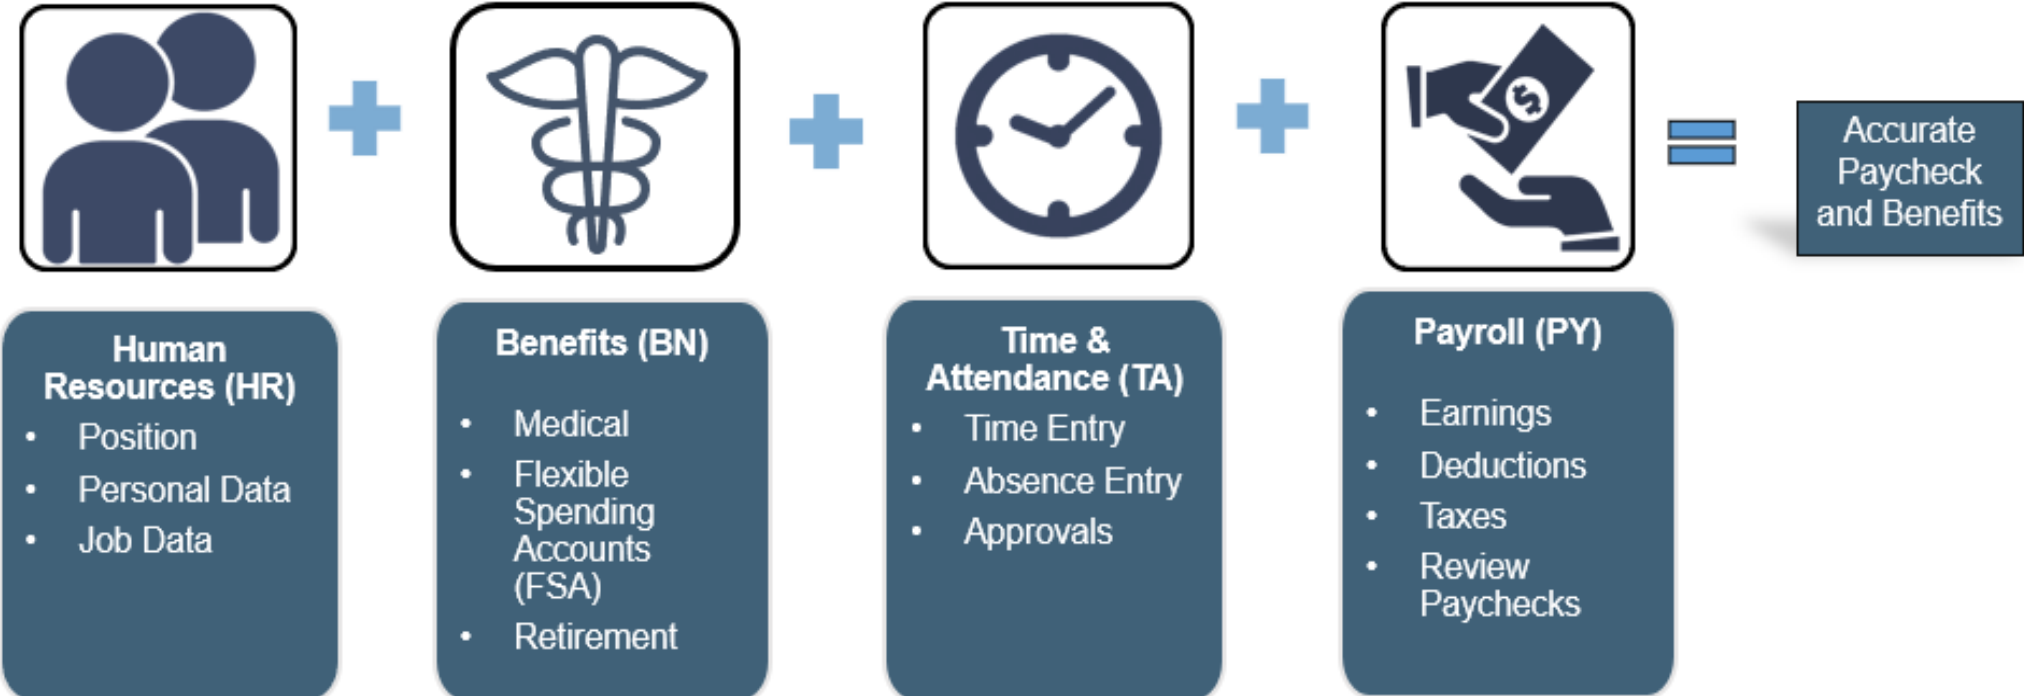 Accurate
Paycheck
and Benefits
Human
Resources (HR)
• Position
• Personal Data
• Job Data
Benefits (BN)
• Medical
• Flexible
Spending
Accounts
(FSA)
• Retirement
Time &
Attendance (TA)
• Time Entry
• Absence Entry
• Approvals
Payroll (PY)
• Earnings
• Deductions
• Taxes
• Review
Paychecks